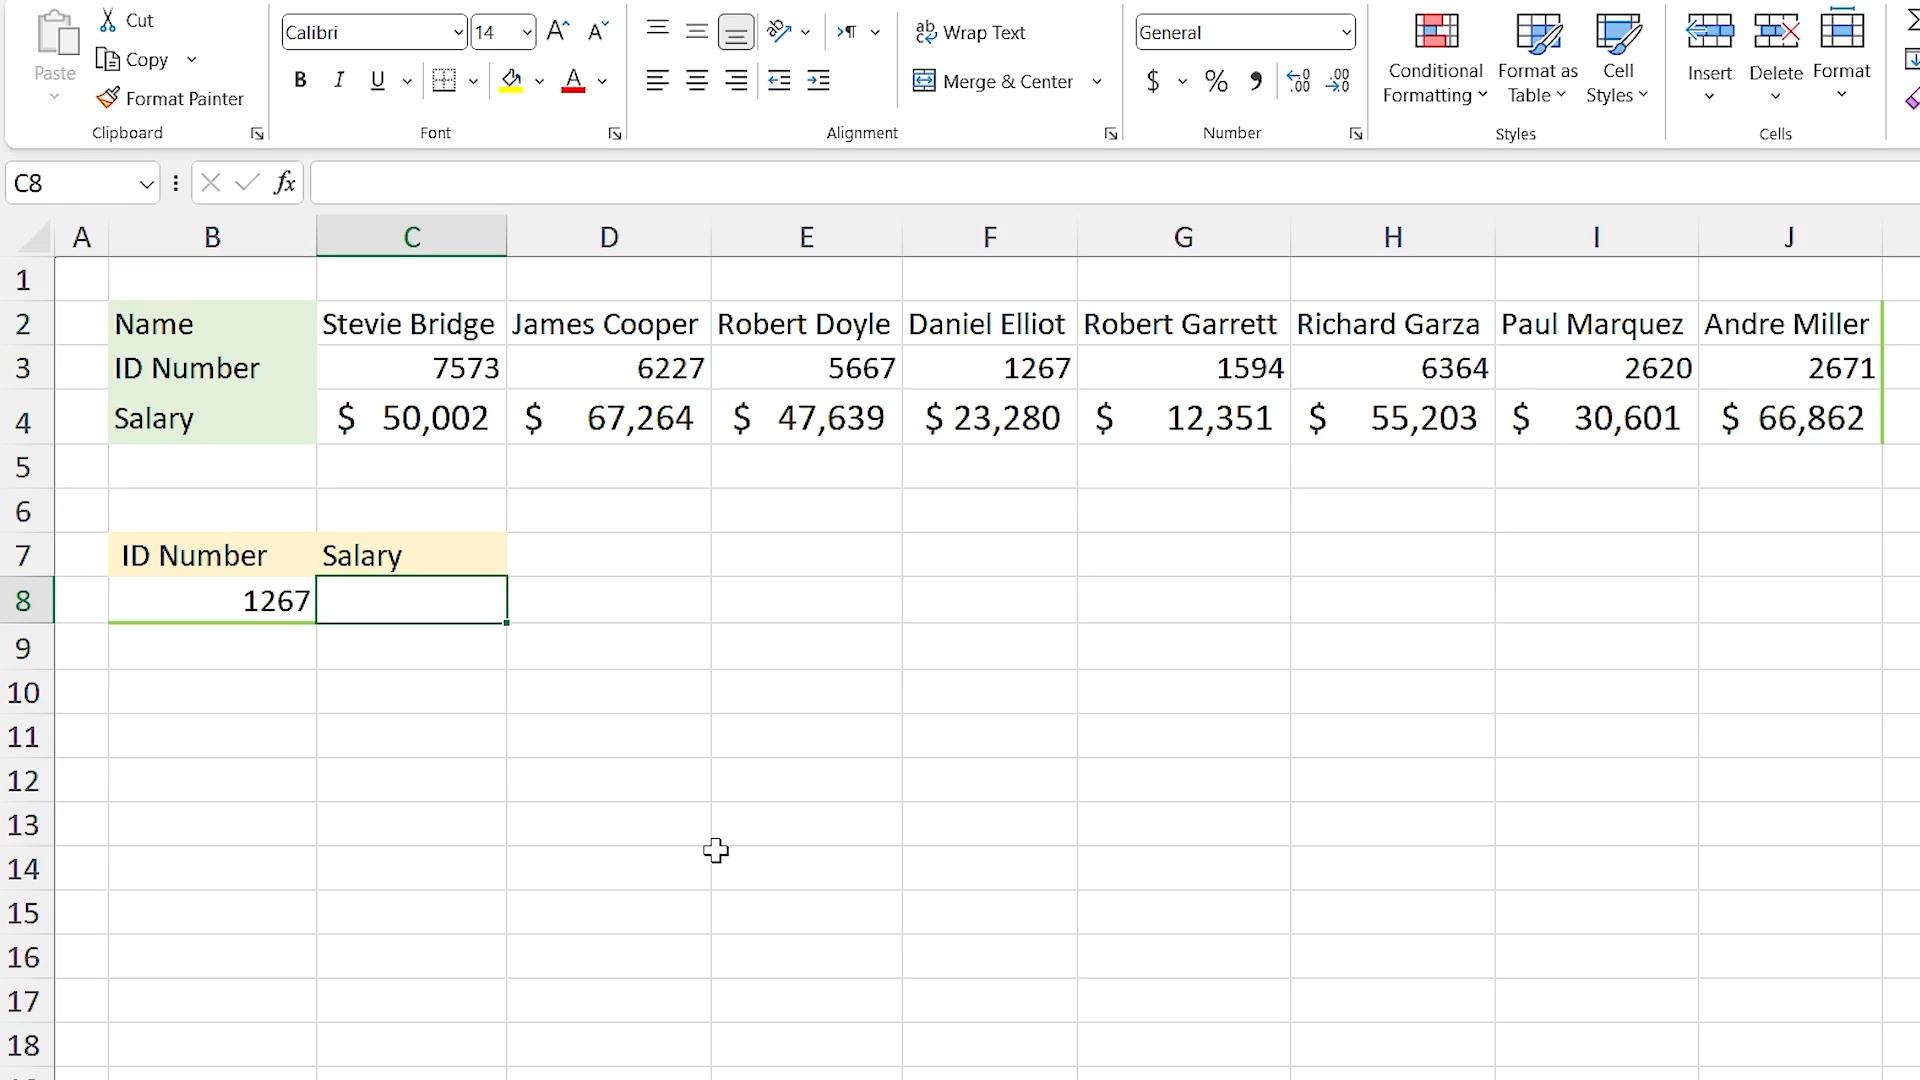 Paste
Cut
Copy
Format Painter
Clipboard
Calibri 14 A A
B I U A
Font
ab Wrap Text
Merge & Center
Alignment
General
$ % , .00 .00
Number
Conditional Formatting
Format as Table
Cell Styles
Styles
Insert Delete Format
Cells
C8 fx
A B C D E F G H I J
1
2 Name Stevie Bridge James Cooper Robert Doyle Daniel Elliot Robert Garrett Richard Garza Paul Marquez Andre Miller
3 ID Number 7573 6227 5667 1267 1594 6364 2620 2671
4 Salary $ 50,002 $ 67,264 $ 47,639 $ 23,280 $ 12,351 $ 55,203 $ 30,601 $ 66,862
5
6
7 ID Number Salary
8 1267
9
10
11
12
13
14
15
16
17
18